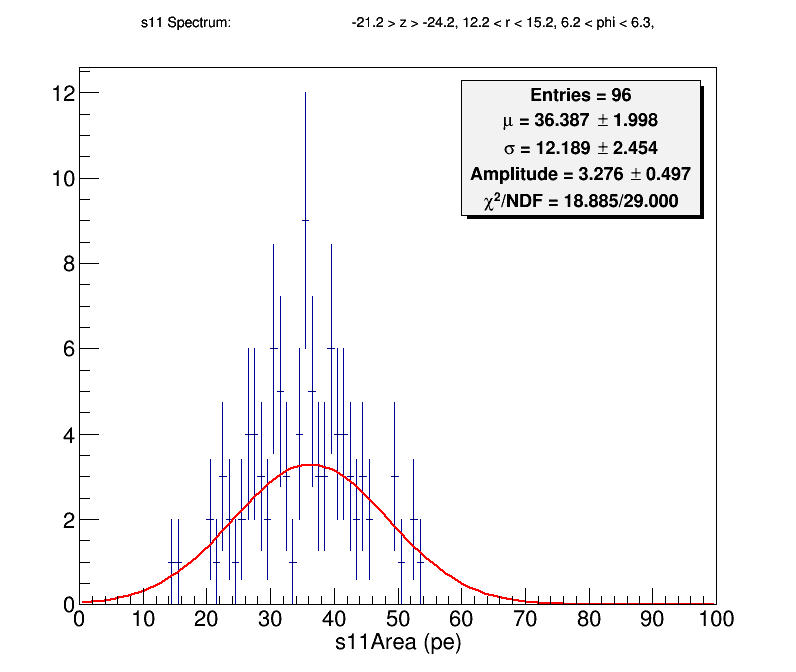 s11 Spectrum: -21.2 > z > -24.2, 12.2 < r < 15.2, 6.2 < phi < 6.3,
Entries = 96
μ = 36.387 ± 1.998
σ = 12.189 ± 2.454
Amplitude = 3.276 ± 0.497
χ²/NDF = 18.885/29.000
12
10
8
6
4
2
0
0 10 20 30 40 50 60 70 80 90 100
s11Area (pe)